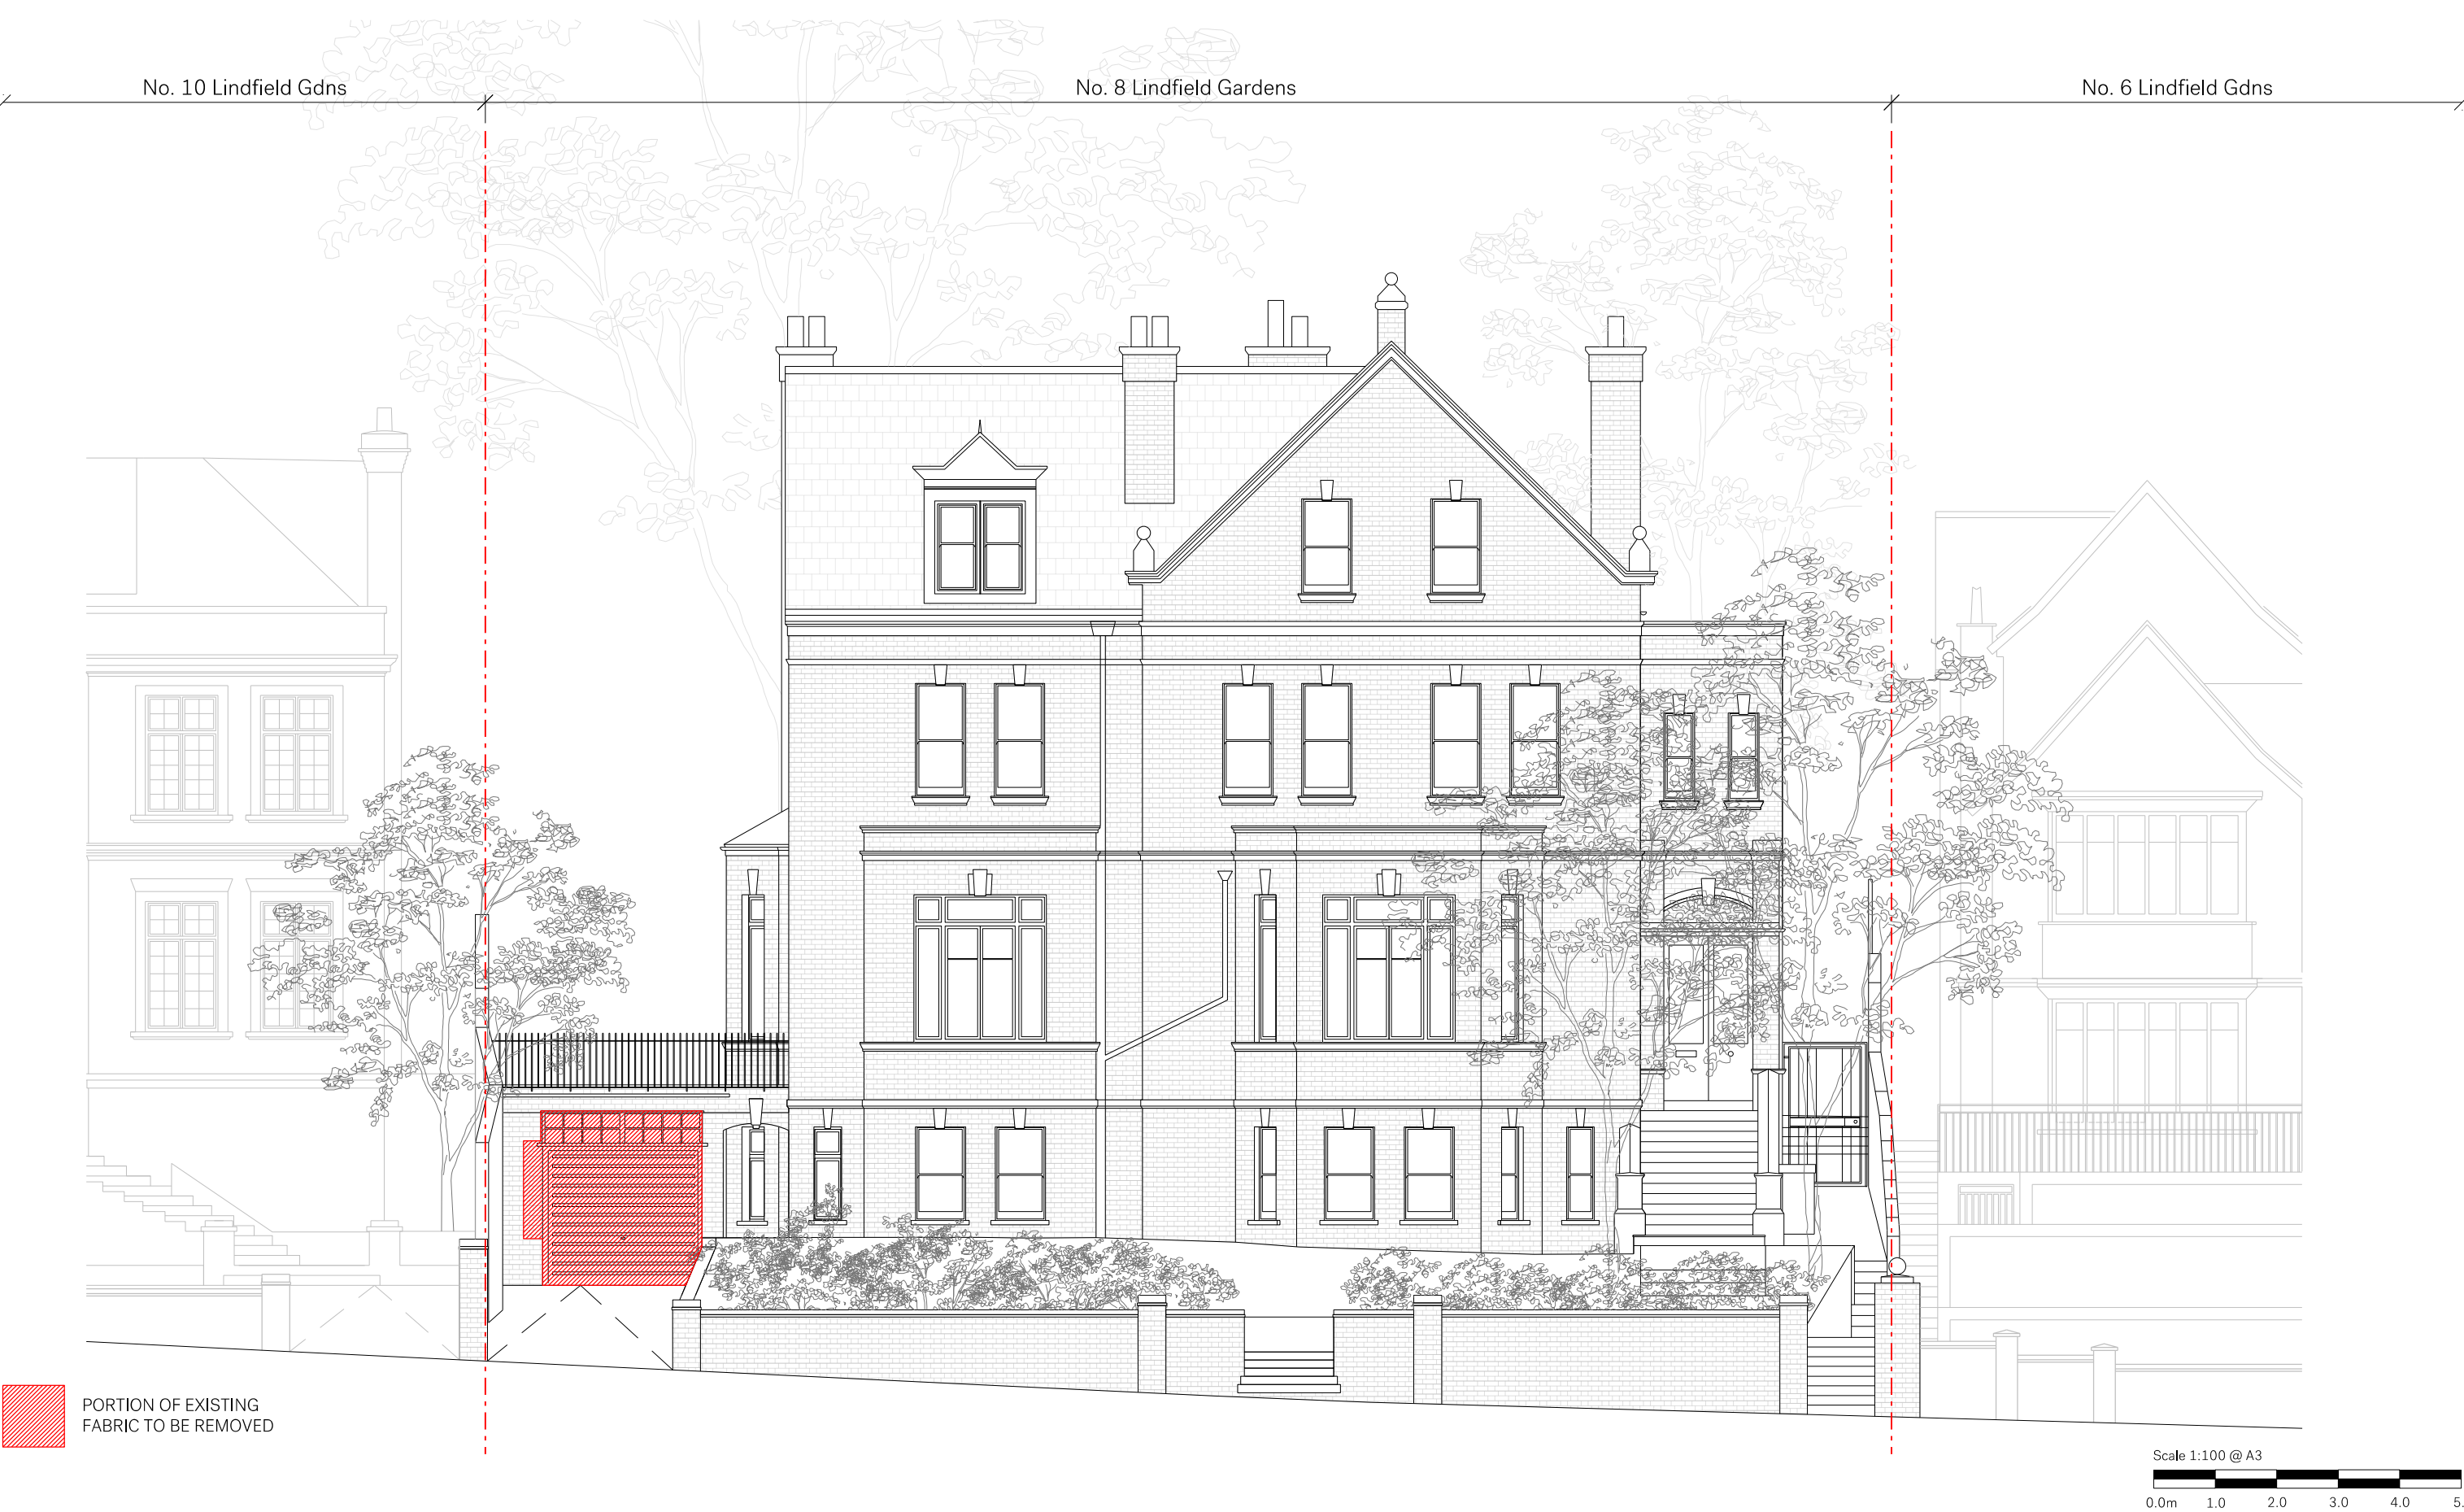 No. 10 Lindfield Gdns
No. 8 Lindfield Gardens
No. 6 Lindfield Gdns
PORTION OF EXISTING
FABRIC TO BE REMOVED
Scale 1:100 @ A3
0.0m 1.0 2.0 3.0 4.0 5.